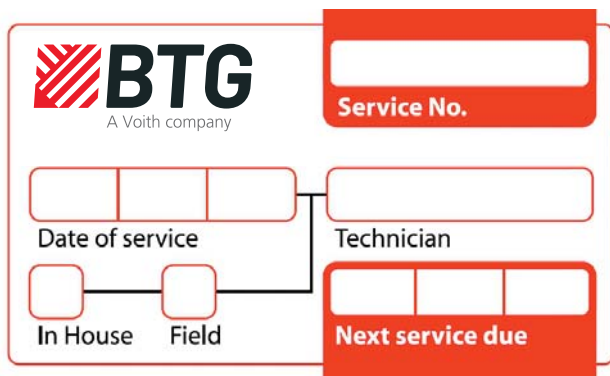 BTG
A Voith company
Service No.
Date of service
Technician
In House
Field
Next service due